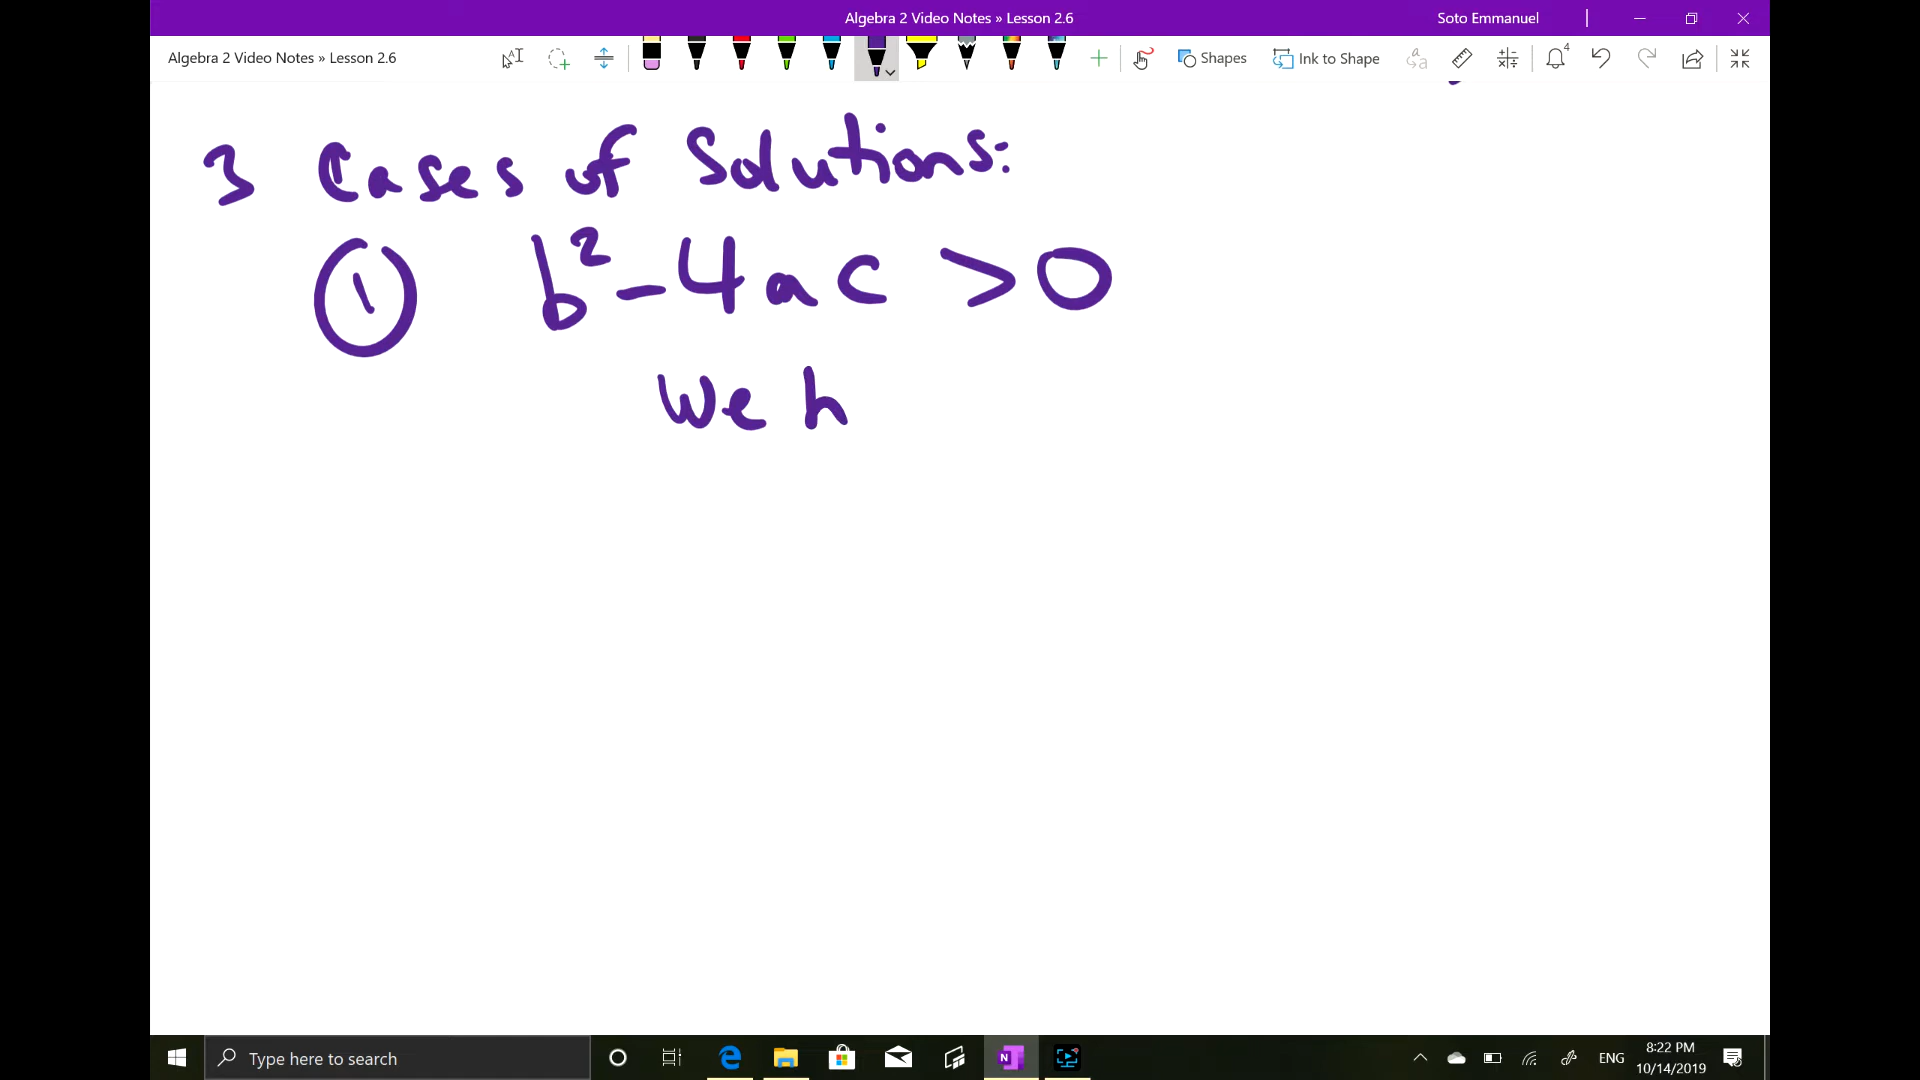 Algebra 2 Video Notes » Lesson 2.6
Soto Emmanuel
Algebra 2 Video Notes » Lesson 2.6
Shapes
Ink to Shape
4
3 Cases of Solutions:
① b²-4ac >0
We h
Type here to search
ENG
8:22 PM
10/14/2019